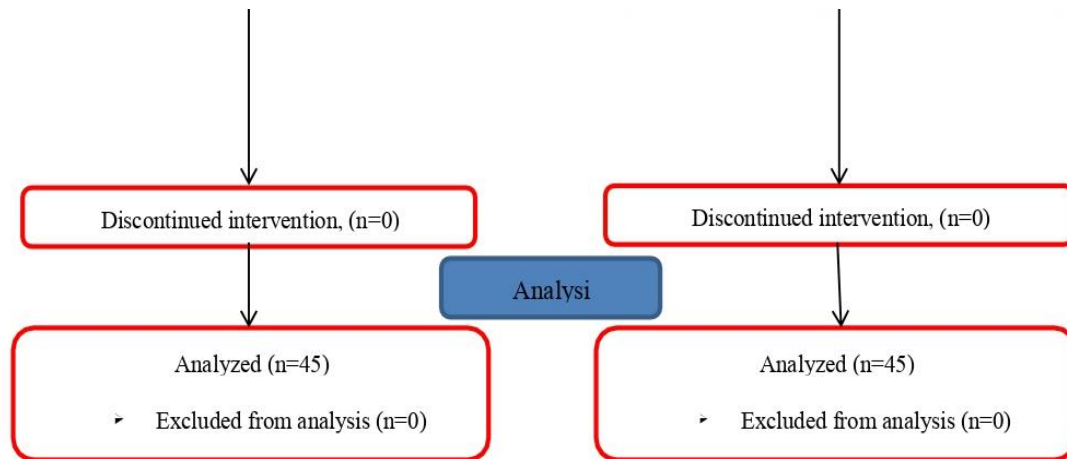 Discontinued intervention, (n=0)
Discontinued intervention, (n=0)
Analysi
Analyzed (n=45)
Excluded from analysis (n=0)
Analyzed (n=45)
Excluded from analysis (n=0)